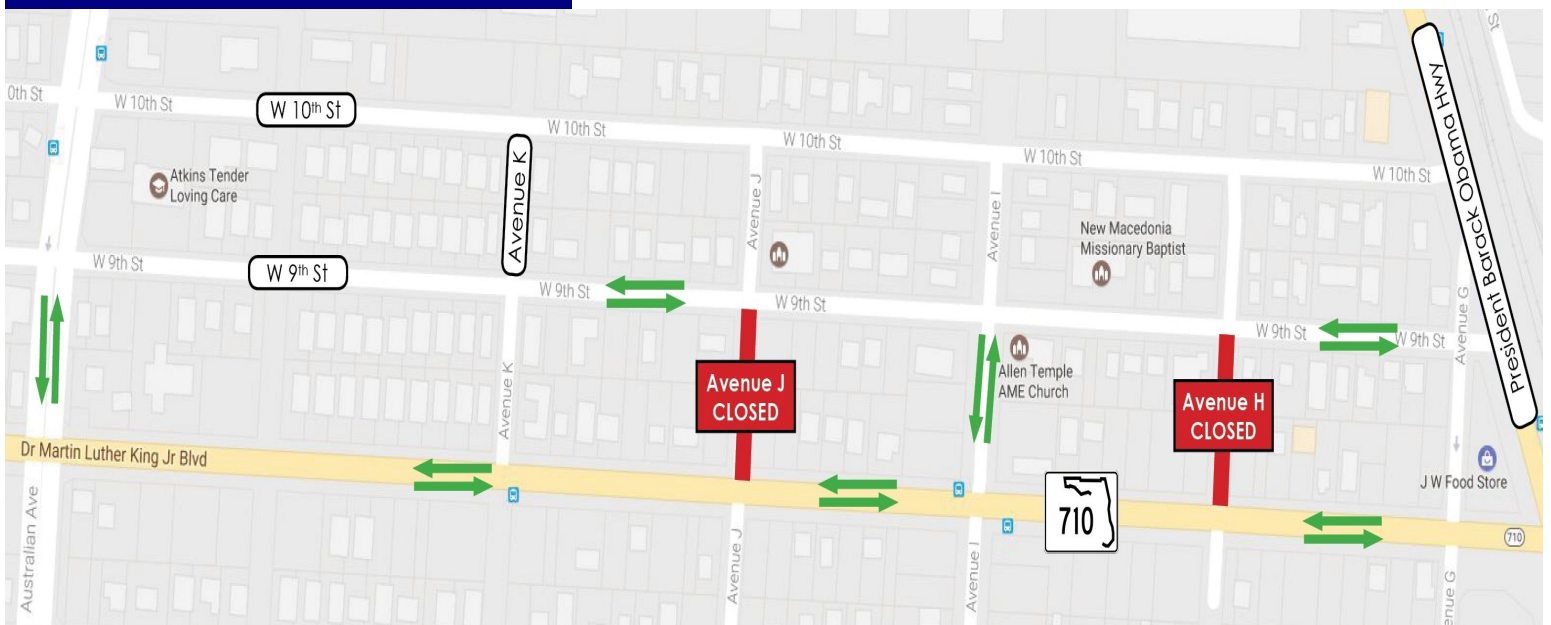 St
0th St
W 10th St
W 10th St
W 10th St
W 10th St
W 10th St
W 10th St
President Barack Obama Hwy
Atkins Tender
Loving Care
Avenue K
Avenue J
Avenue I
New Macedonia
Missionary Baptist
W 9th St
W 9th St
W 9th St
W 9th St
W 9th St
W 9th St
Avenue G
Avenue K
Avenue J
CLOSED
Allen Temple
AME Church
Avenue H
CLOSED
Dr Martin Luther King Jr Blvd
J W Food Store
710
710
Australian Ave
Avenue J
Avenue I
enue G